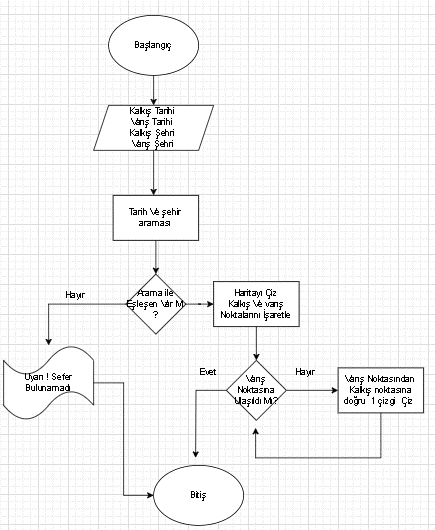 Başlangıç
Kalkış Tarihi
Varış Tarihi
Kalkış Şehri
Varış Şehri
Tarih Ve şehir
araması
Arama ile
Eşleşen Var Mı
?
Hayır
Haritayı Çiz
Kalkış Ve varış
Noktalarını İşaretle
Uyarı ! Sefer
Bulunamadı
Evet
Varış
Noktasına
Ulaşıldı Mı?
Hayır
Varış Noktasından
Kalkış noktasına
doğru 1 çizgi Çiz
Bitiş